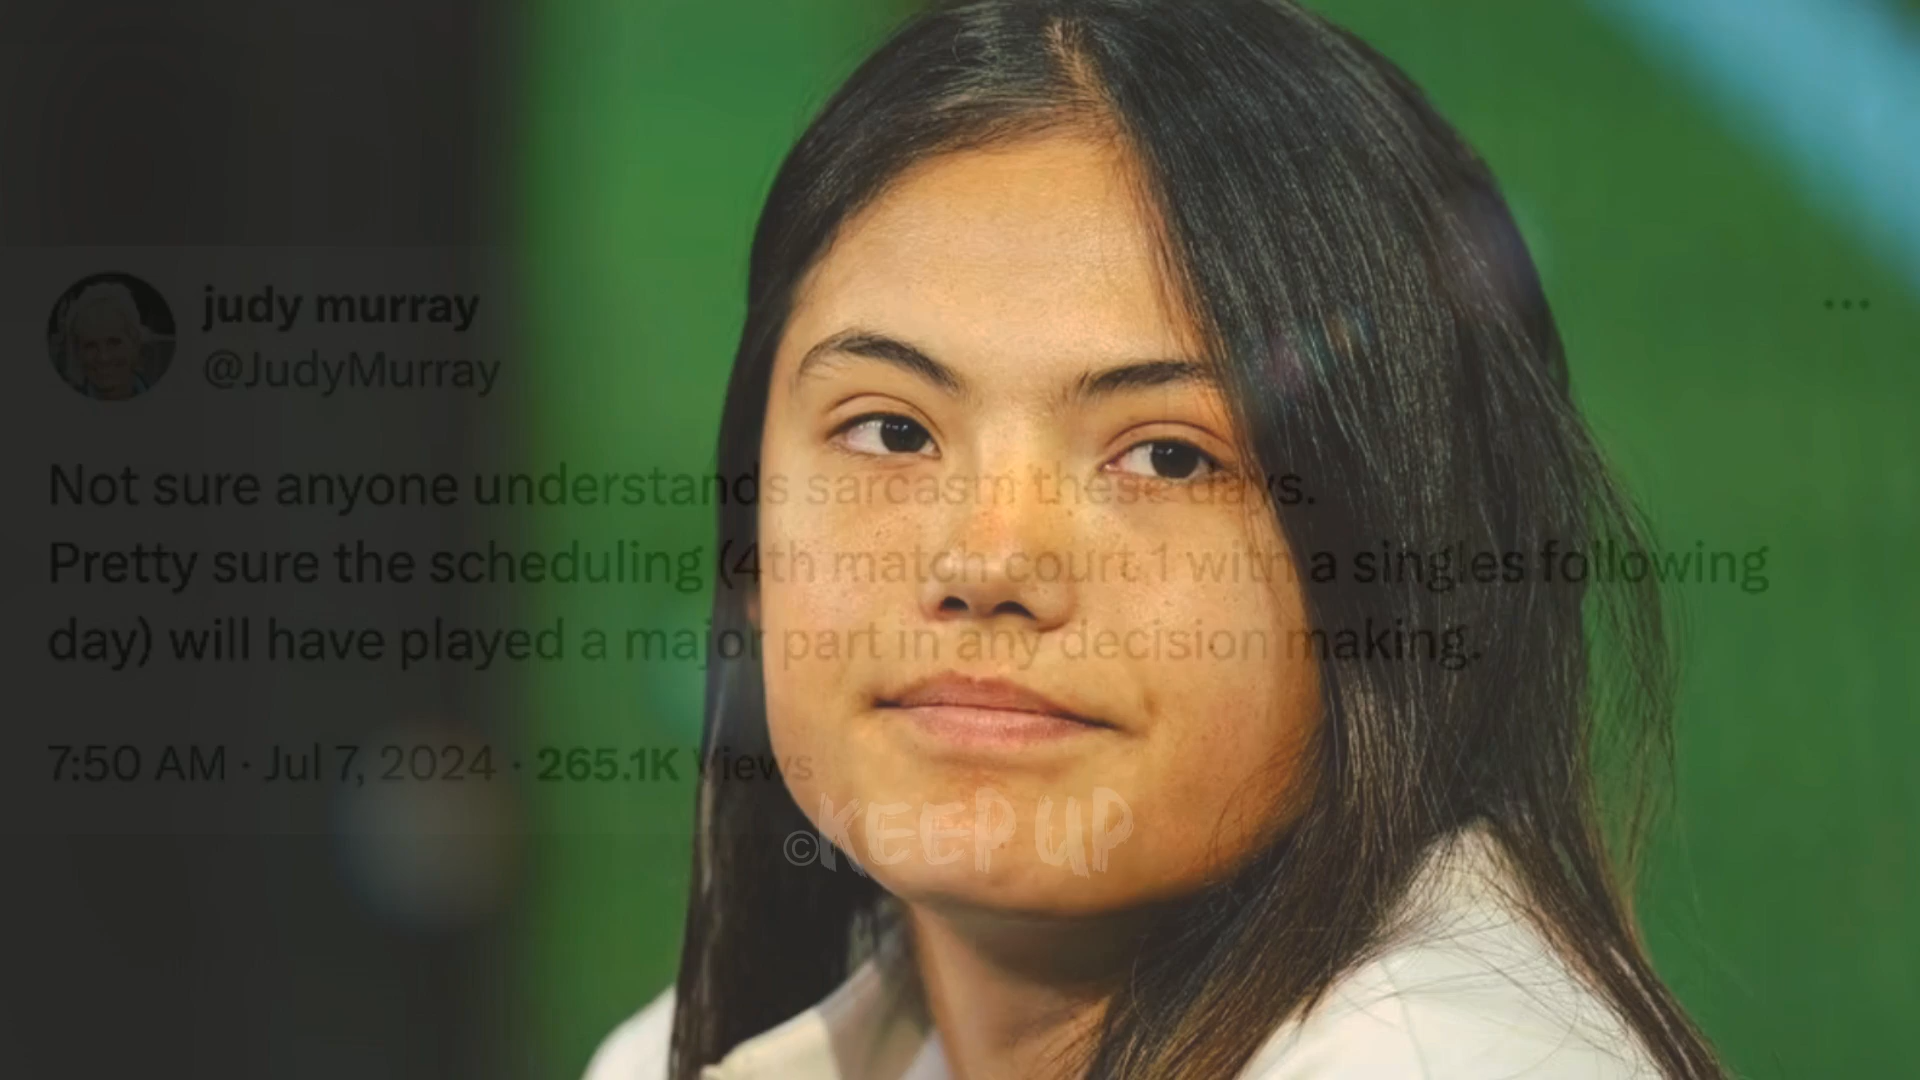 judy murray
@JudyMurray
Not sure anyone understands sarcasm these days.
Pretty sure the scheduling (4th match court 1 with a singles following
day) will have played a major part in any decision making.
7:50 AM · Jul 7, 2024 · 265.1K Views
©KEEP UP